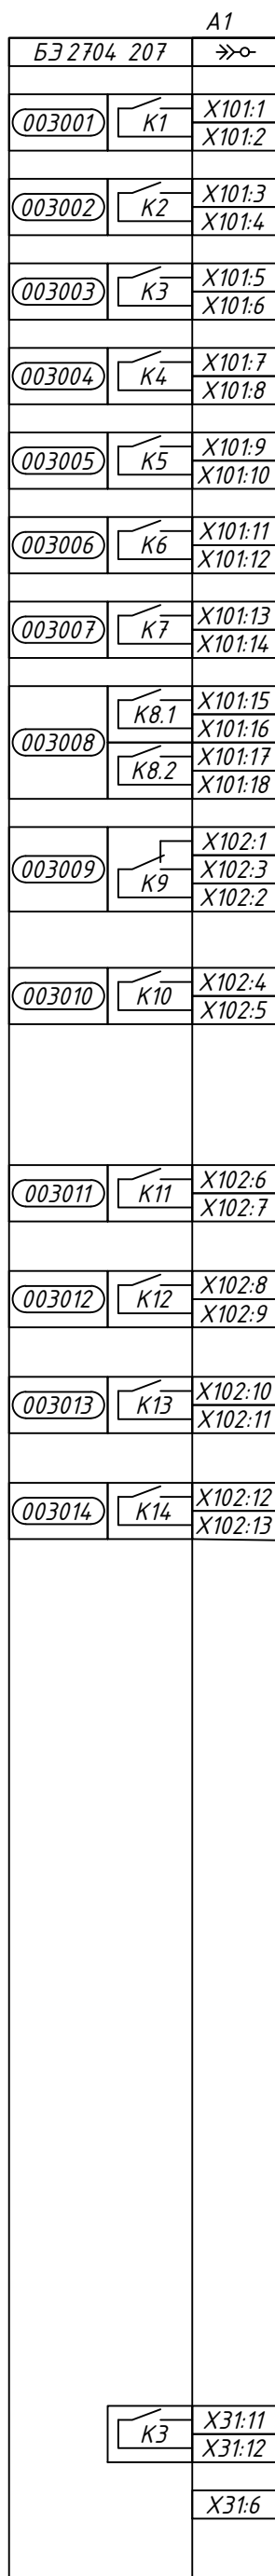 A1
БЭ 2704 207
003001 K1 X101:1
X101:2
003002 K2 X101:3
X101:4
003003 K3 X101:5
X101:6
003004 K4 X101:7
X101:8
003005 K5 X101:9
X101:10
003006 K6 X101:11
X101:12
003007 K7 X101:13
X101:14
003008 K8.1 X101:15
X101:16
K8.2 X101:17
X101:18
003009 K9 X102:1
X102:3
X102:2
003010 K10 X102:4
X102:5
003011 K11 X102:6
X102:7
003012 K12 X102:8
X102:9
003013 K13 X102:10
X102:11
003014 K14 X102:12
X102:13
K3 X31:11
X31:12
X31:6